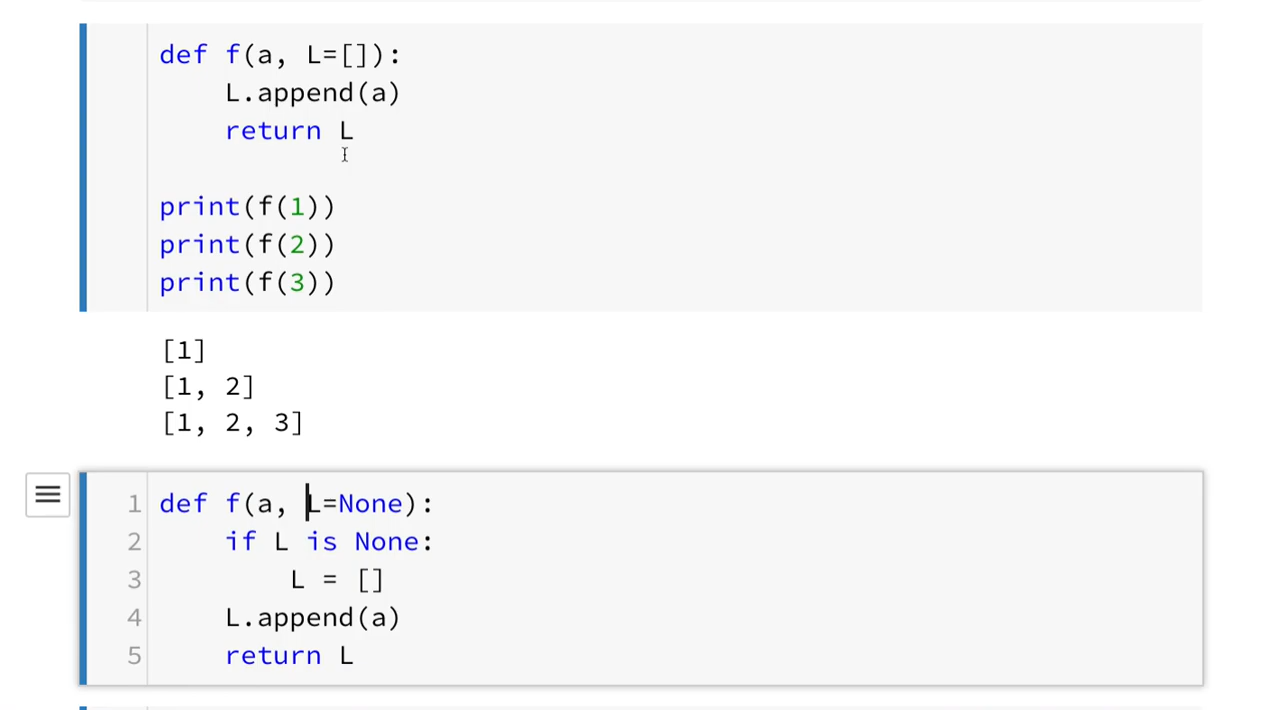 def f(a, L=[]):
    L.append(a)
    return L

print(f(1))
print(f(2))
print(f(3))
[1]
[1, 2]
[1, 2, 3]
1 def f(a, L=None):
2     if L is None:
3         L = []
4     L.append(a)
5     return L